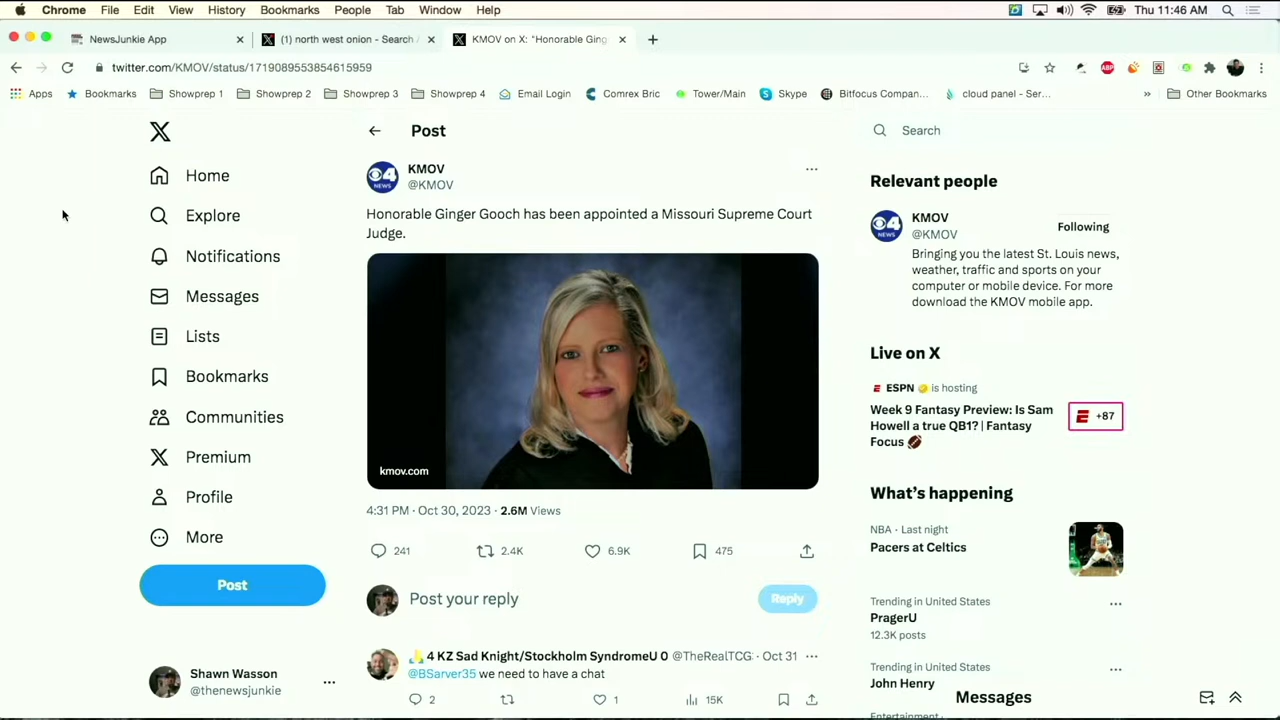 Chrome File Edit View History Bookmarks People Tab Window Help Thu 11:46 AM
NewsJunkie App (1) north west onion - Search KMOV on X: "Honorable Ging
twitter.com/KMOV/status/1719089553854615959 ABP
Apps Bookmarks Showprep 1 Showprep 2 Showprep 3 Showprep 4 Email Login Comrex Bric Tower/Main Skype Bitfocus Compan... cloud panel - Ser... » Other Bookmarks
Home
Explore
Notifications
Messages
Lists
Bookmarks
Communities
Premium
Profile
More
Post
Shawn Wasson
@thenewsjunkie
Post
4 NEWS
KMOV
@KMOV
Honorable Ginger Gooch has been appointed a Missouri Supreme Court
Judge.
kmov.com
4:31 PM · Oct 30, 2023 · 2.6M Views
241 2.4K 6.9K 475
Post your reply Reply
4 KZ Sad Knight/Stockholm SyndromeU 0 @TheRealTCG · Oct 31
@BSarver35 we need to have a chat
2 1 15K
Search
Relevant people
4 NEWS
KMOV
@KMOV
Following
Bringing you the latest St. Louis news,
weather, traffic and sports on your
computer or mobile device. For more
download the KMOV mobile app.
Live on X
ESPN is hosting
Week 9 Fantasy Preview: Is Sam
Howell a true QB1? | Fantasy
Focus
+87
What's happening
NBA · Last night
Pacers at Celtics
Trending in United States
PragerU
12.3K posts
Trending in United States
John Henry
Entertainment
Messages